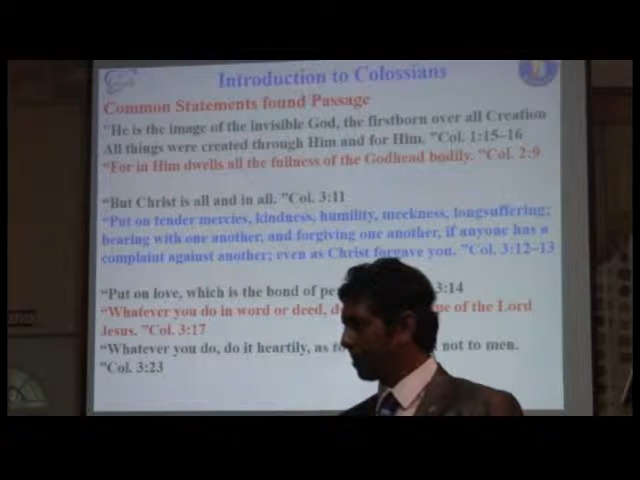 Introduction to Colossians
Common Statements found Passage
"He is the image of the invisible God, the firstborn over all Creation
All things were created through Him and for Him. "Col. 1:15–16
"For in Him dwells all the fullness of the Godhead bodily. "Col. 2:9
"But Christ is all and in all. "Col. 3:11
"Put on tender mercies, kindness, humility, meekness, longsuffering;
bearing with one another, and forgiving one another, if anyone has a
complaint against another; even as Christ forgave you. "Col. 3:12–13
"Put on love, which is the bond of 3:14
"Whatever you do in word or deed, of the Lord
Jesus. "Col. 3:17
"Whatever you do, do it heartily, as not to men.
"Col. 3:23